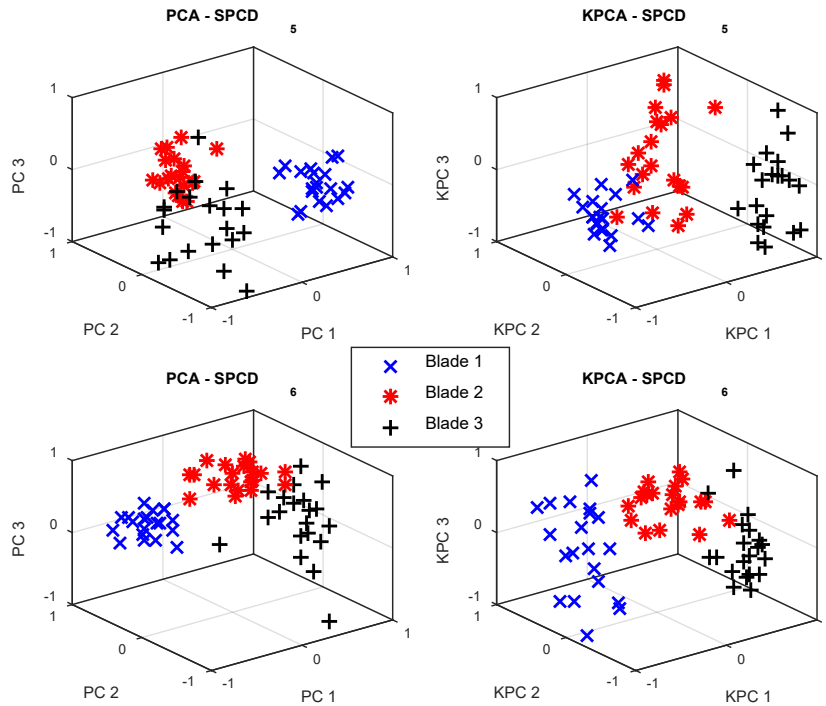 PCA - SPCD 5
1
0
-1
PC 3
1
0
-1
PC 2
-1
0
1
PC 1
KPCA - SPCD 5
1
0
-1
KPC 3
1
0
-1
KPC 2
-1
0
KPC 1
Blade 1
Blade 2
Blade 3
PCA - SPCD 6
1
0
-1
PC 3
1
0
-1
PC 2
-1
0
1
PC 1
KPCA - SPCD 6
1
0
-1
KPC 3
1
0
-1
KPC 2
-1
0
KPC 1